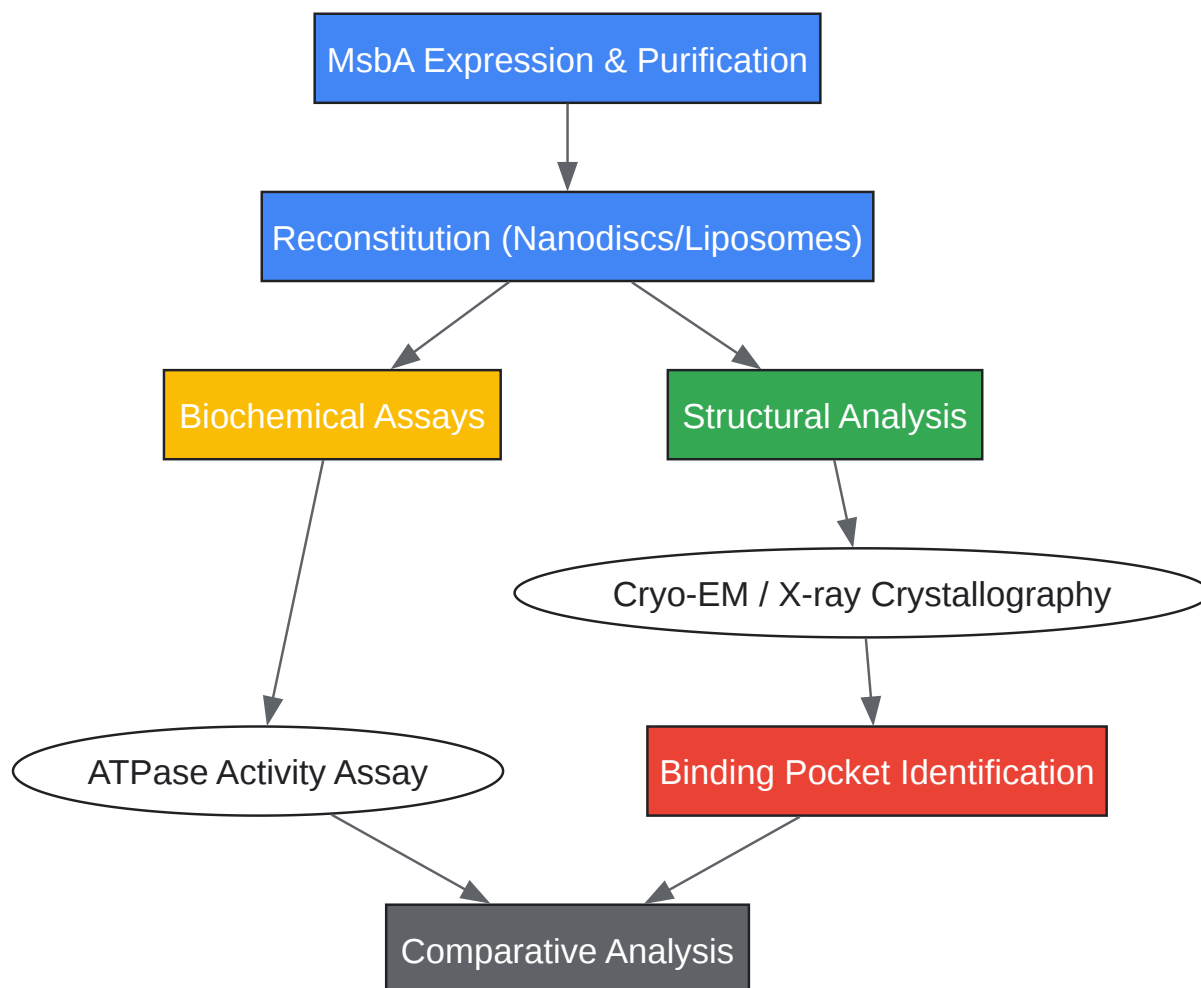 MsbA Expression & Purification
Reconstitution (Nanodiscs/Liposomes)
Biochemical Assays
Structural Analysis
Cryo-EM / X-ray Crystallography
ATPase Activity Assay
Binding Pocket Identification
Comparative Analysis